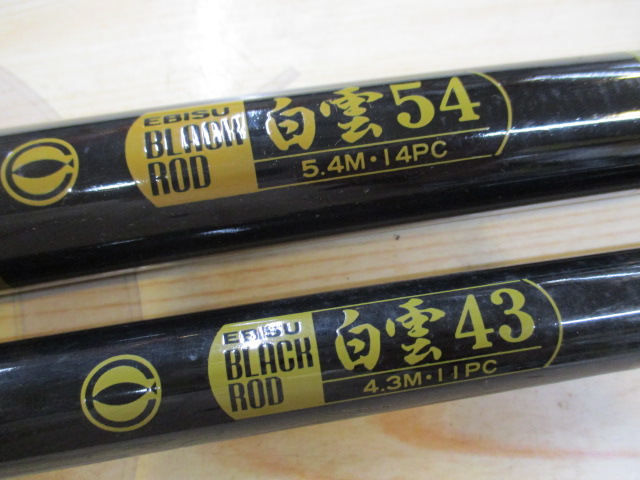 EBISU
BLACK
ROD
白雲54
5.4M·14PC
EBISU
BLACK
ROD
白雲43
4.3M·11PC